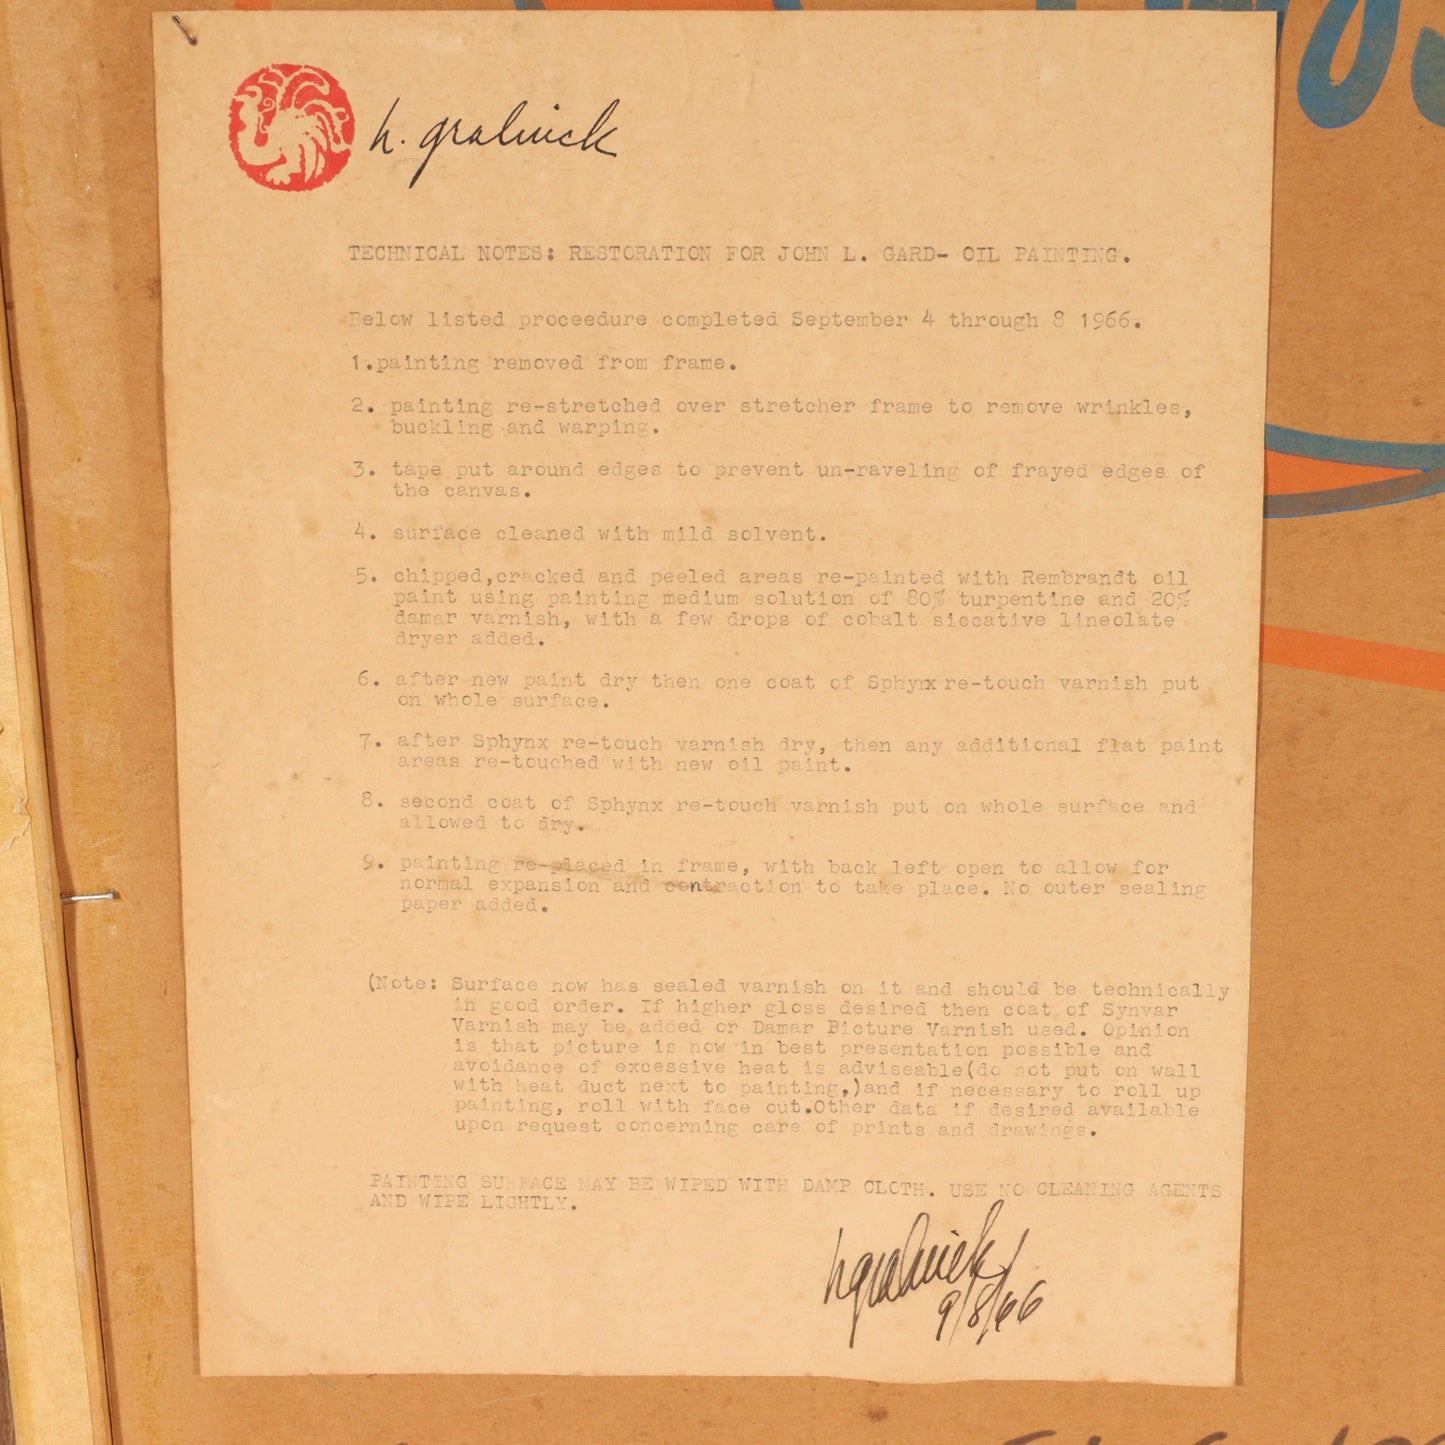 h. gralnick
TECHNICAL NOTES: RESTORATION FOR JOHN L. GARD- OIL PAINTING.
Below listed proceedure completed September 4 through 8 1966.
1.painting removed from frame.
2. painting re-stretched over stretcher frame to remove wrinkles,
buckling and warping.
3. tape put around edges to prevent un-raveling of frayed edges of
the canvas.
4. surface cleaned with mild solvent.
5. chipped,cracked and peeled areas re-painted with Rembrandt oil
paint using painting medium solution of 80% turpentine and 20%
damar varnish, with a few drops of cobalt siccative lineolate
dryer added.
6. after new paint dry then one coat of Sphynx re-touch varnish put
on whole surface.
7. after Sphynx re-touch varnish dry, then any additional flat paint
areas re-touched with new oil paint.
8. second coat of Sphynx re-touch varnish put on whole surface and
allowed to dry.
9. painting re-placed in frame, with back left open to allow for
normal expansion and contraction to take place. No outer sealing
paper added.
(Note: Surface now has sealed varnish on it and should be technically
in good order. If higher gloss desired then coat of Synvar
Varnish may be added or Damar Picture Varnish used. Opinion
is that picture is now in best presentation possible and
avoidance of excessive heat is adviseable(do not put on wall
with heat duct next to painting,)and if necessary to roll up
painting, roll with face out.Other data if desired available
upon request concerning care of prints and drawings.
PAINTING SURFACE MAY BE WIPED WITH DAMP CLOTH. USE NO CLEANING AGENTS
AND WIPE LIGHTLY.
h gralnick
9/8/66